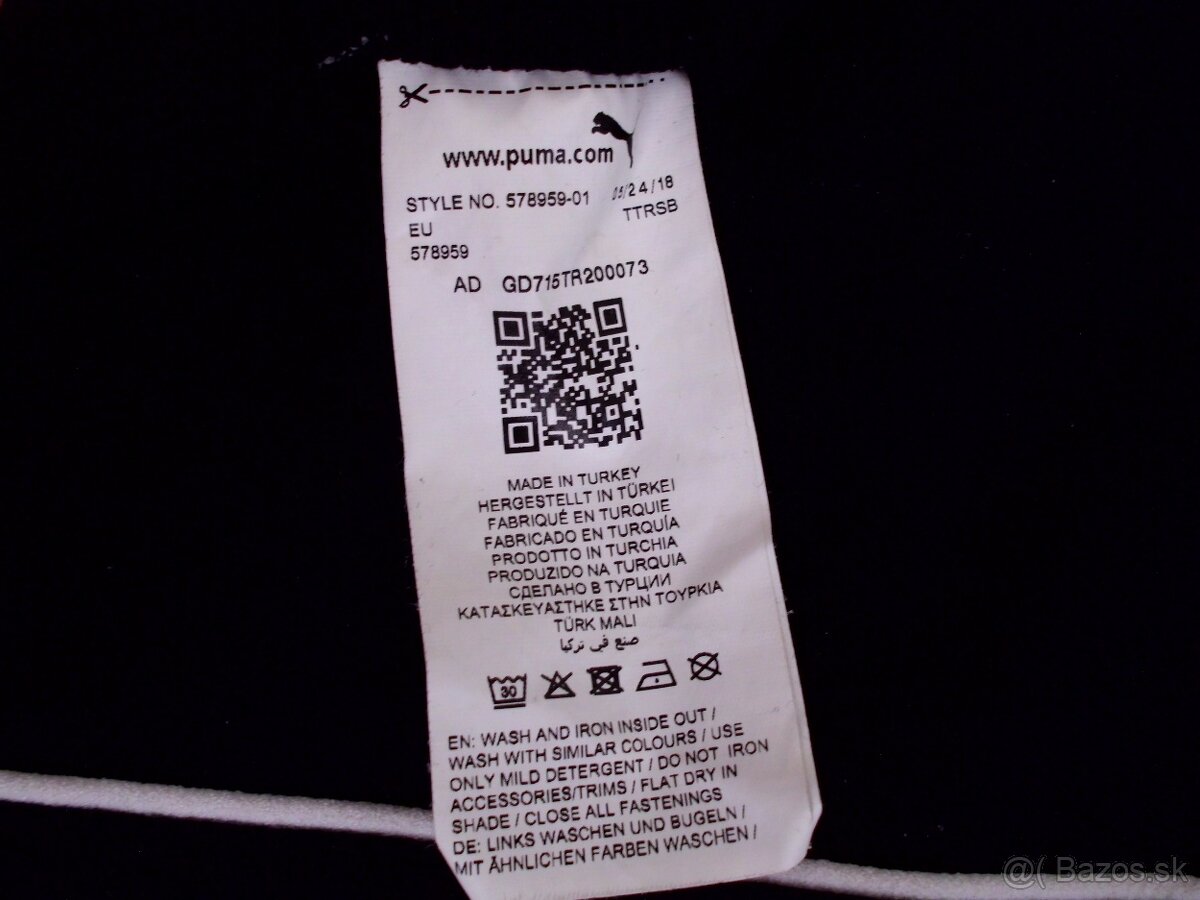 www.puma.com
STYLE NO. 578959-01 05/24/18
EU TTRSB
578959
AD GD715TR200073
MADE IN TURKEY
HERGESTELLT IN TÜRKEI
FABRIQUÉ EN TURQUIE
FABRICADO EN TURQUÍA
PRODOTTO IN TURCHIA
PRODUZIDO NA TURQUIA
СДЕЛАНО В ТУРЦИИ
ΚΑΤΑΣΚΕΥΑΣΤΗΚΕ ΣΤΗΝ ΤΟΥΡΚΙΑ
TÜRK MALI
صنع في تركيا
30
EN: WASH AND IRON INSIDE OUT /
WASH WITH SIMILAR COLOURS / USE
ONLY MILD DETERGENT / DO NOT IRON
ACCESSORIES/TRIMS / FLAT DRY IN
SHADE / CLOSE ALL FASTENINGS
DE: LINKS WASCHEN UND BUGELN /
MIT ÄHNLICHEN FARBEN WASCHEN /
@( Bazos.sk